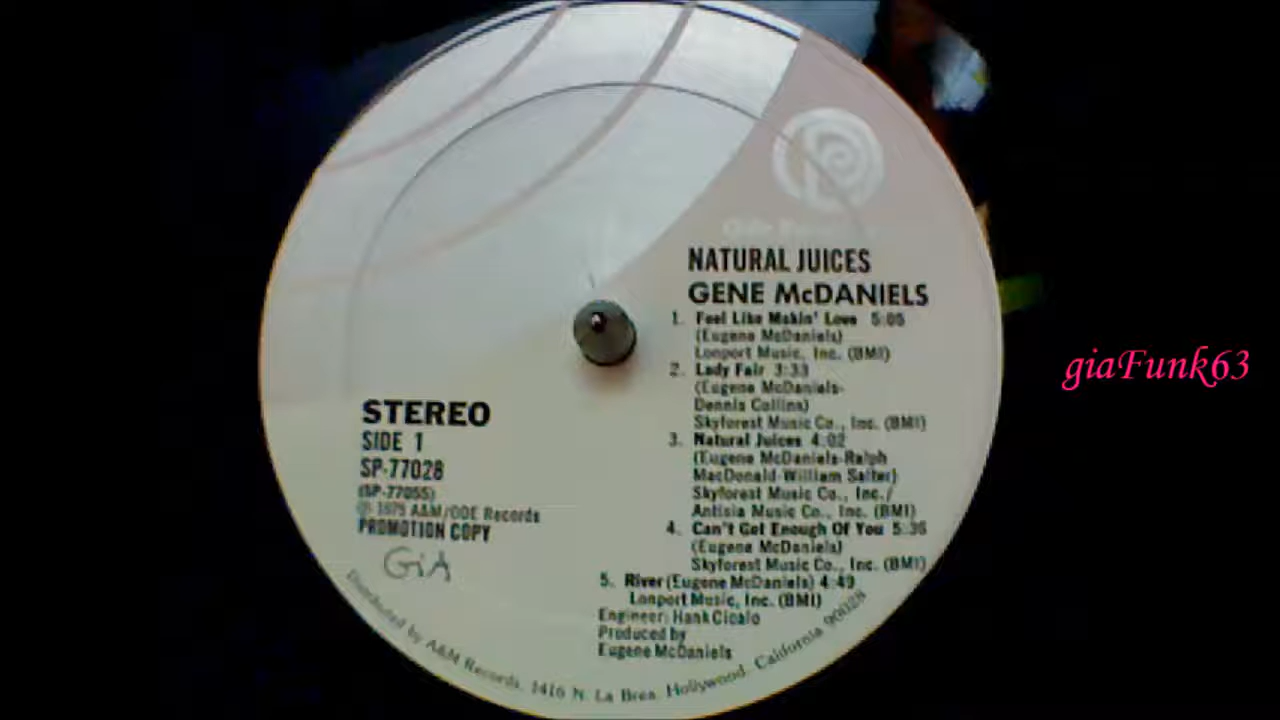 NATURAL JUICES
GENE McDANIELS
1. Feel Like Makin' Love 5:05
(Eugene McDaniels)
Lonport Music, Inc. (BMI)
2. Lady Fair 3:33
(Eugene McDaniels-
Dennis Collins)
Skyforest Music Co., Inc. (BMI)
3. Natural Juices 4:02
(Eugene McDaniels-Ralph
MacDonald-William Salter)
Skyforest Music Co., Inc./
Antisia Music Co., Inc. (BMI)
4. Can't Get Enough Of You 5:36
(Eugene McDaniels)
Skyforest Music Co., Inc. (BMI)
5. River (Eugene McDaniels) 4:49
Lonport Music, Inc. (BMI)
Engineer: Hank Cicalo
Produced by
Eugene McDaniels
STEREO
SIDE 1
SP-77028
(SP-77055)
℗ 1975 A&M/ODE Records
PROMOTION COPY
GiA
Distributed by A&M Records, 1416 N. La Brea, Hollywood, California 90028
giaFunk63